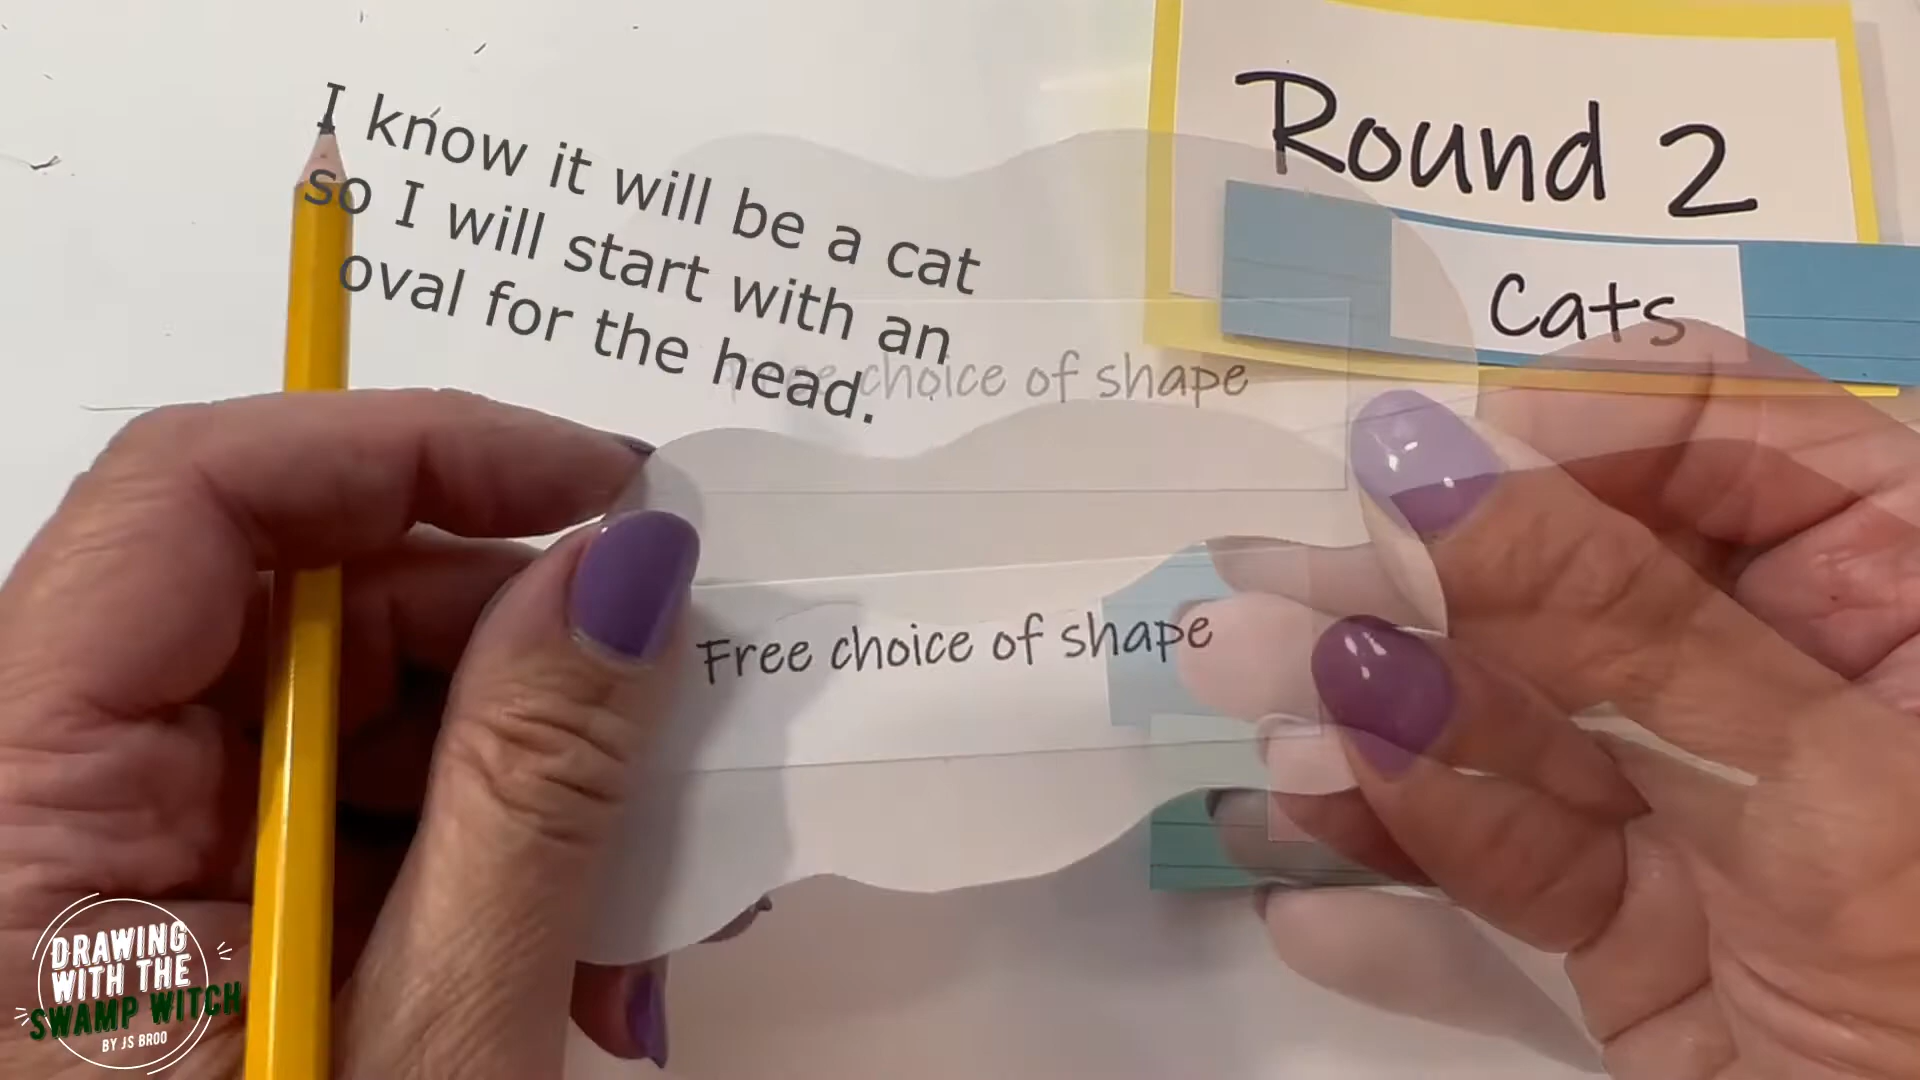 I know it will be a cat
so I will start with an
oval for the head.
Round 2
Cats
Free choice of shape
Free choice of shape
DRAWING
WITH THE
SWAMP WITCH
BY JS BROO